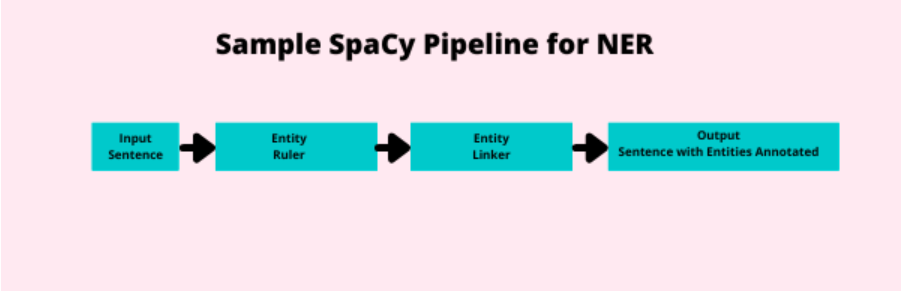 Sample SpaCy Pipeline for NER
Input
Sentence
Entity
Ruler
Entity
Linker
Output
Sentence with Entities Annotated